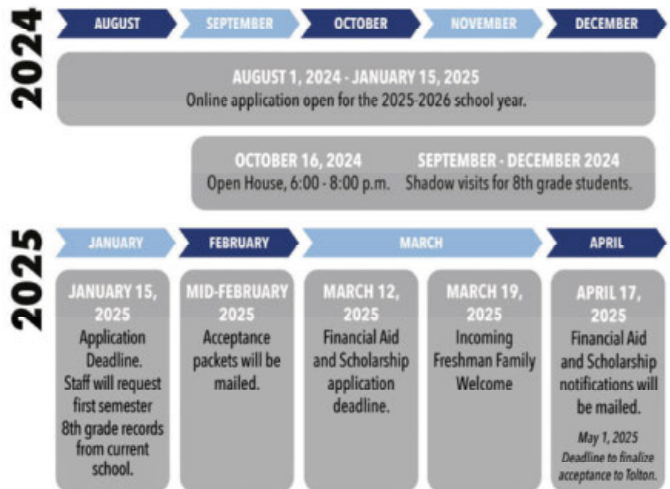 2024
AUGUST
SEPTEMBER
OCTOBER
NOVEMBER
DECEMBER
AUGUST 1, 2024 - JANUARY 15, 2025
Online application open for the 2025-2026 school year.
OCTOBER 16, 2024
Open House, 6:00 - 8:00 p.m.
SEPTEMBER - DECEMBER 2024
Shadow visits for 8th grade students.
2025
JANUARY
FEBRUARY
MARCH
APRIL
JANUARY 15,
2025
Application
Deadline.
Staff will request
first semester
8th grade records
from current
school.
MID-FEBRUARY
2025
Acceptance
packets will be
mailed.
MARCH 12,
2025
Financial Aid
and Scholarship
application
deadline.
MARCH 19,
2025
Incoming
Freshman Family
Welcome
APRIL 17,
2025
Financial Aid
and Scholarship
notifications will
be mailed.
May 1, 2025
Deadline to finalize
acceptance to Tolton.